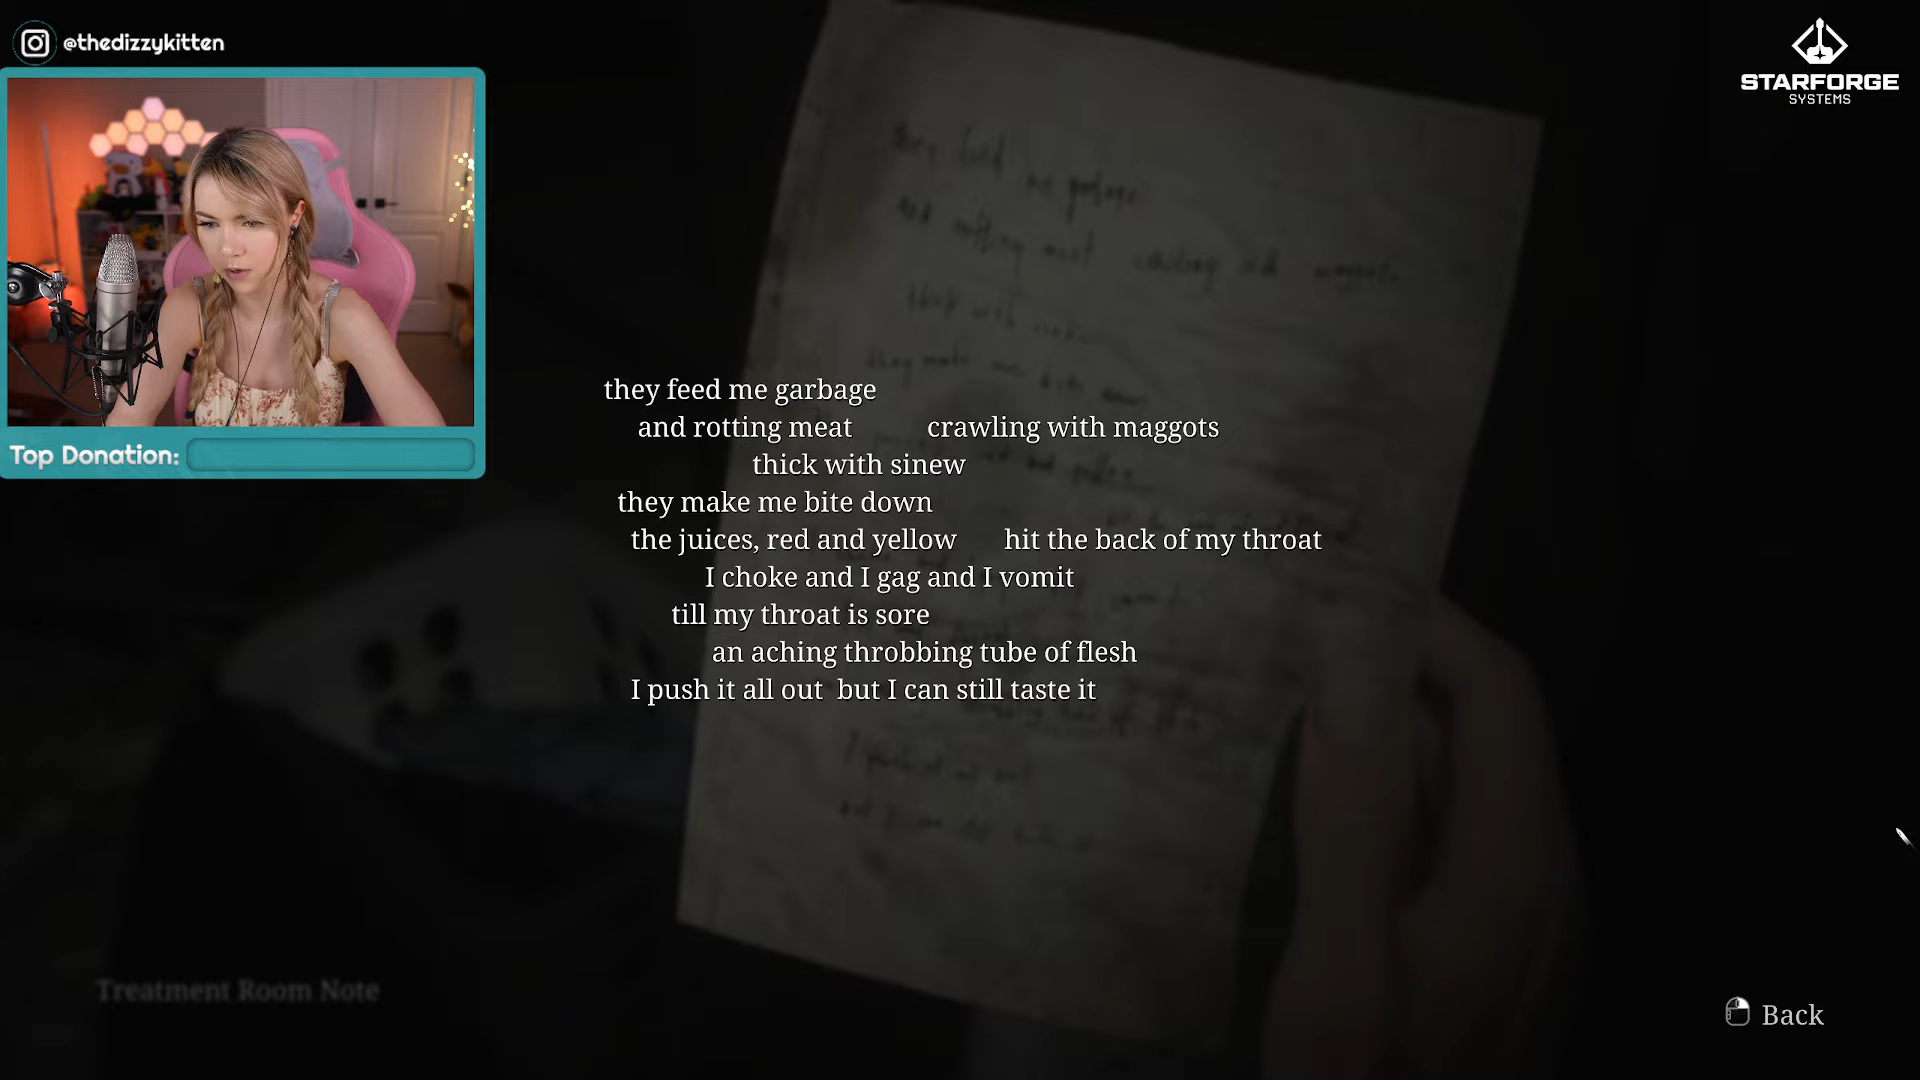 @thedizzykitten
STARFORGE
SYSTEMS
Top Donation:
they feed me garbage
and rotting meat crawling with maggots
thick with sinew
they make me bite down
the juices, red and yellow hit the back of my throat
I choke and I gag and I vomit
till my throat is sore
an aching throbbing tube of flesh
I push it all out but I can still taste it
Treatment Room Note
Back